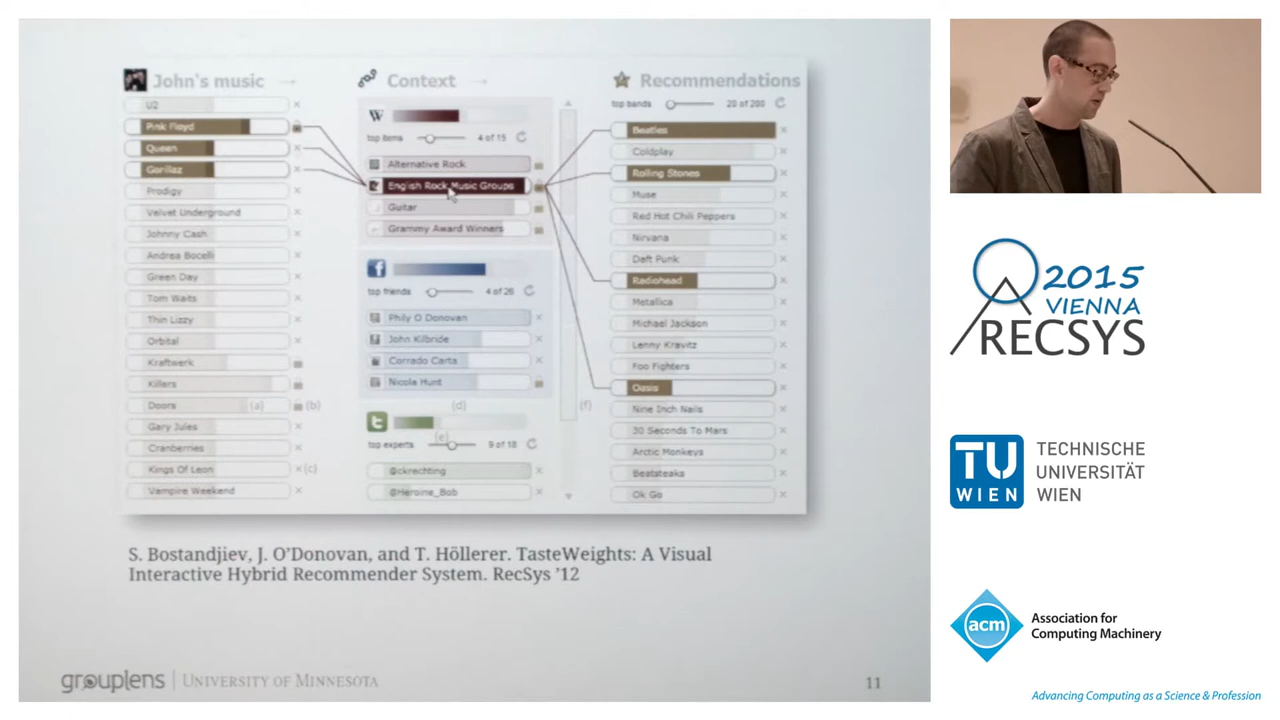 John's music
U2
Pink Floyd
Queen
Gorillaz
Prodigy
Velvet Underground
Johnny Cash
Andrea Bocelli
Green Day
Tom Waits
Thin Lizzy
Orbital
Kraftwerk
Killers
Doors (a) (b)
Gary Jules
Cranberries
Kings Of Leon (c)
Vampire Weekend
Context
W
top items 4 of 15
Alternative Rock
English Rock Music Groups
Guitar
Grammy Award Winners
f
top friends 4 of 26
Phily O Donovan
John Kilbride
Corrado Carta
Nicola Hunt
(d) (f)
t
(e)
top experts 9 of 18
@ckrechting
@Heroine_Bob
Recommendations
top bands 20 of 200
Beatles
Coldplay
Rolling Stones
Muse
Red Hot Chili Peppers
Nirvana
Daft Punk
Radiohead
Metallica
Michael Jackson
Lenny Kravitz
Foo Fighters
Oasis
Nine Inch Nails
30 Seconds To Mars
Arctic Monkeys
Beatsteaks
Ok Go
S. Bostandjiev, J. O'Donovan, and T. Höllerer. TasteWeights: A Visual
Interactive Hybrid Recommender System. RecSys '12
grouplens | UNIVERSITY OF MINNESOTA
11
2015
VIENNA
RECSYS
TU
WIEN
TECHNISCHE
UNIVERSITÄT
WIEN
acm
Association for
Computing Machinery
Advancing Computing as a Science & Profession